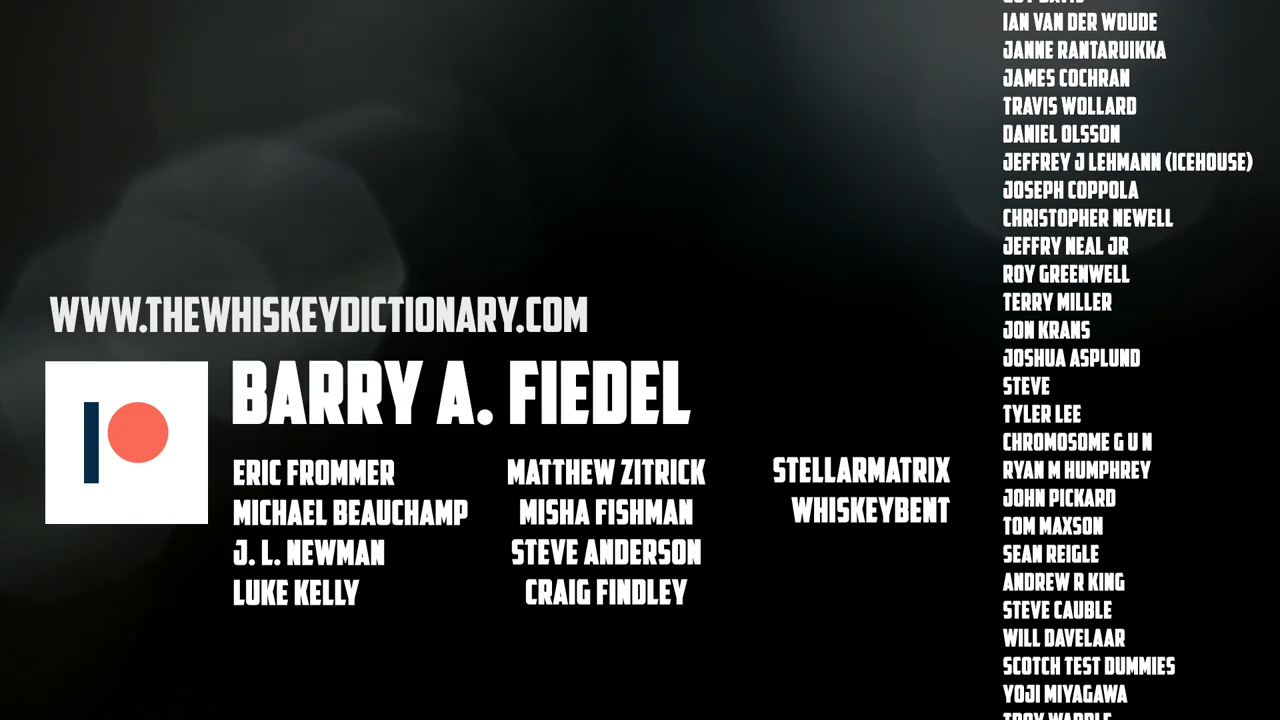 WWW.THEWHISKEYDICTIONARY.COM
BARRY A. FIEDEL
ERIC FROMMER
MICHAEL BEAUCHAMP
J. L. NEWMAN
LUKE KELLY
MATTHEW ZITRICK
MISHA FISHMAN
STEVE ANDERSON
CRAIG FINDLEY
STELLARMATRIX
WHISKEYBENT
IAN VAN DER WOUDE
JANNE RANTARUIKKA
JAMES COCHRAN
TRAVIS WOLLARD
DANIEL OLSSON
JEFFREY J LEHMANN (ICEHOUSE)
JOSEPH COPPOLA
CHRISTOPHER NEWELL
JEFFRY NEAL JR
ROY GREENWELL
TERRY MILLER
JON KRANS
JOSHUA ASPLUND
STEVE
TYLER LEE
CHROMOSOME G U N
RYAN M HUMPHREY
JOHN PICKARD
TOM MAXSON
SEAN REIGLE
ANDREW R KING
STEVE CAUBLE
WILL DAVELAAR
SCOTCH TEST DUMMIES
YOJI MIYAGAWA